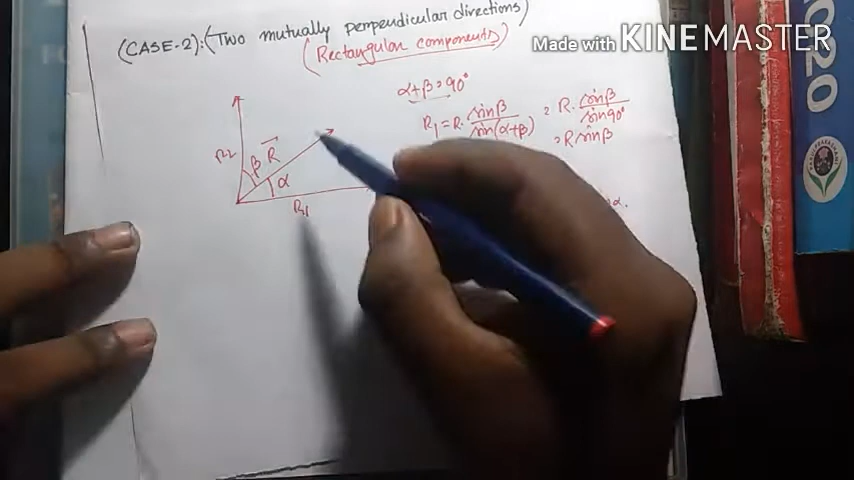 Made with KINEMASTER
(CASE-2):(Two mutually perpendicular directions)
(Rectangular components)
α+β=90°
R1 = R. sinβ / sin(α+β) = R. sinβ / sin90°
= R sinβ
R2
β
R
α
R1
α.
2020